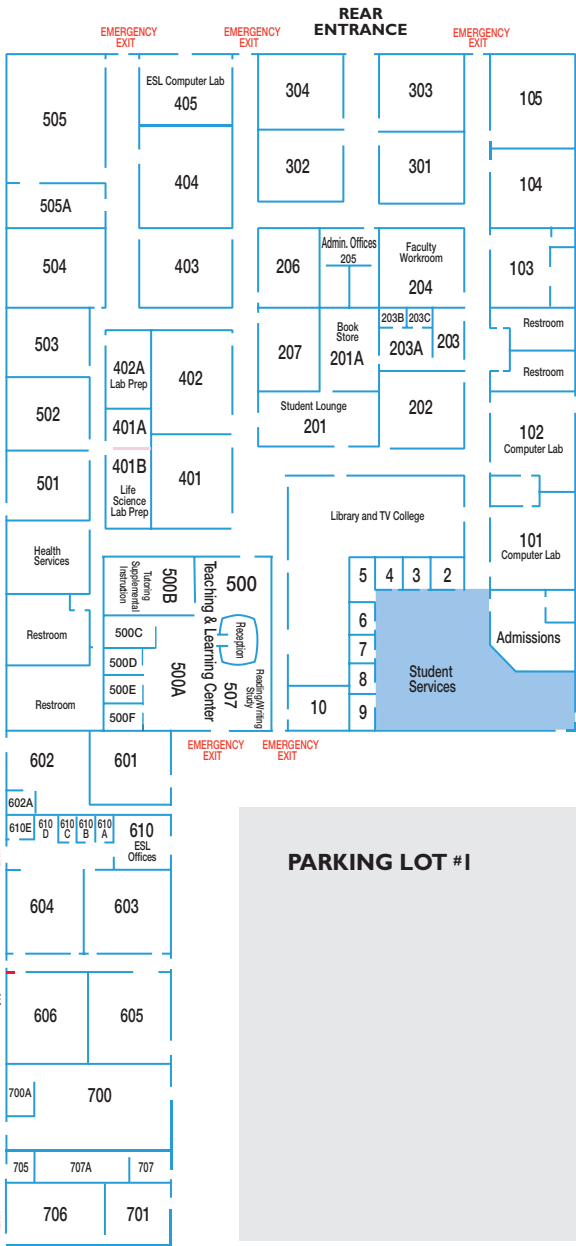 REAR
ENTRANCE
EMERGENCY
EXIT
EMERGENCY
EXIT
EMERGENCY
EXIT
505
ESL Computer Lab
405
304
303
105
404
302
301
104
505A
504
403
206
Admin. Offices
205
Faculty
Workroom
204
103
503
402A
Lab Prep
402
207
Book
Store
201A
203B
203C
203A
203
Restroom
Restroom
502
401A
Student Lounge
201
202
102
Computer Lab
501
401B
Life
Science
Lab Prep
401
Library and TV College
101
Computer Lab
Health
Services
500B
Tutoring
Supplemental
Instruction
Teaching & Learning Center
500
5
4
3
2
Restroom
500C
Reception
6
Admissions
500D
500A
507
Reading/Writing
Study
7
Student
Services
Restroom
500E
8
500F
10
9
EMERGENCY
EXIT
EMERGENCY
EXIT
602
601
602A
610E
610
D
610
C
610
B
610
A
610
ESL
Offices
PARKING LOT #1
604
603
606
605
700A
700
705
707A
707
706
701